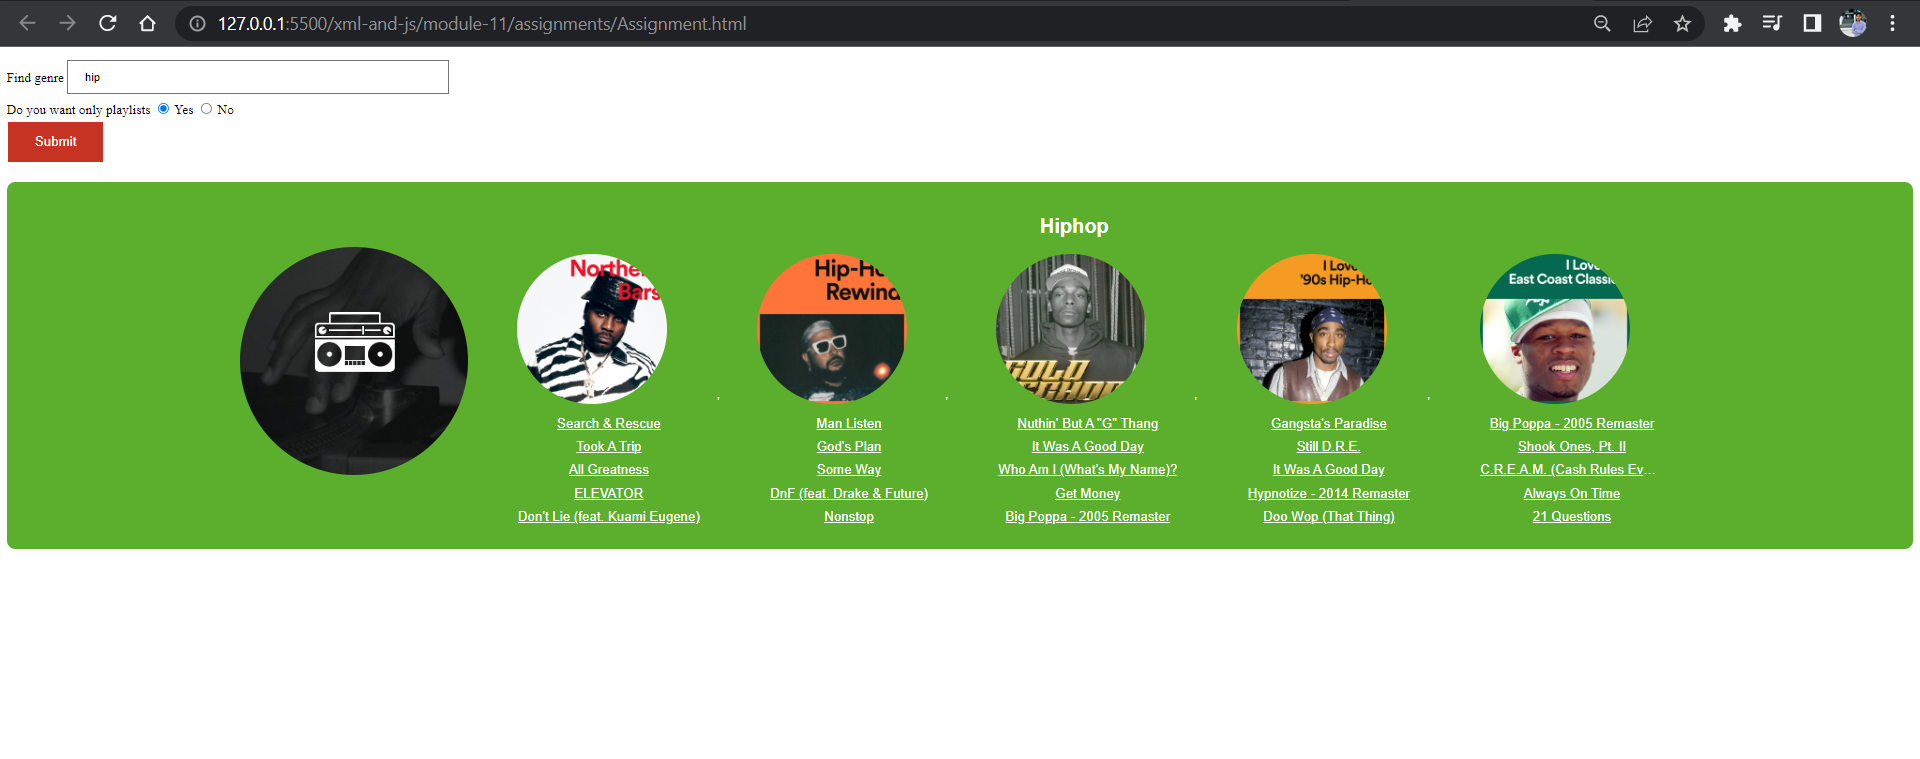 127.0.0.1:5500/xml-and-js/module-11/assignments/Assignment.html
Find genre hip
Do you want only playlists Yes No
Submit
Hiphop
Northe
Bars
Search & Rescue
Took A Trip
All Greatness
ELEVATOR
Don't Lie (feat. Kuami Eugene)
,
Hip-Ho
Rewind
Man Listen
God's Plan
Some Way
DnF (feat. Drake & Future)
Nonstop
,
Nuthin' But A "G" Thang
It Was A Good Day
Who Am I (What's My Name)?
Get Money
Big Poppa - 2005 Remaster
,
I Love
'90s Hip-Ho
Gangsta's Paradise
Still D.R.E.
It Was A Good Day
Hypnotize - 2014 Remaster
Doo Wop (That Thing)
,
I Love
East Coast Classic
Big Poppa - 2005 Remaster
Shook Ones, Pt. II
C.R.E.A.M. (Cash Rules Ev...
Always On Time
21 Questions